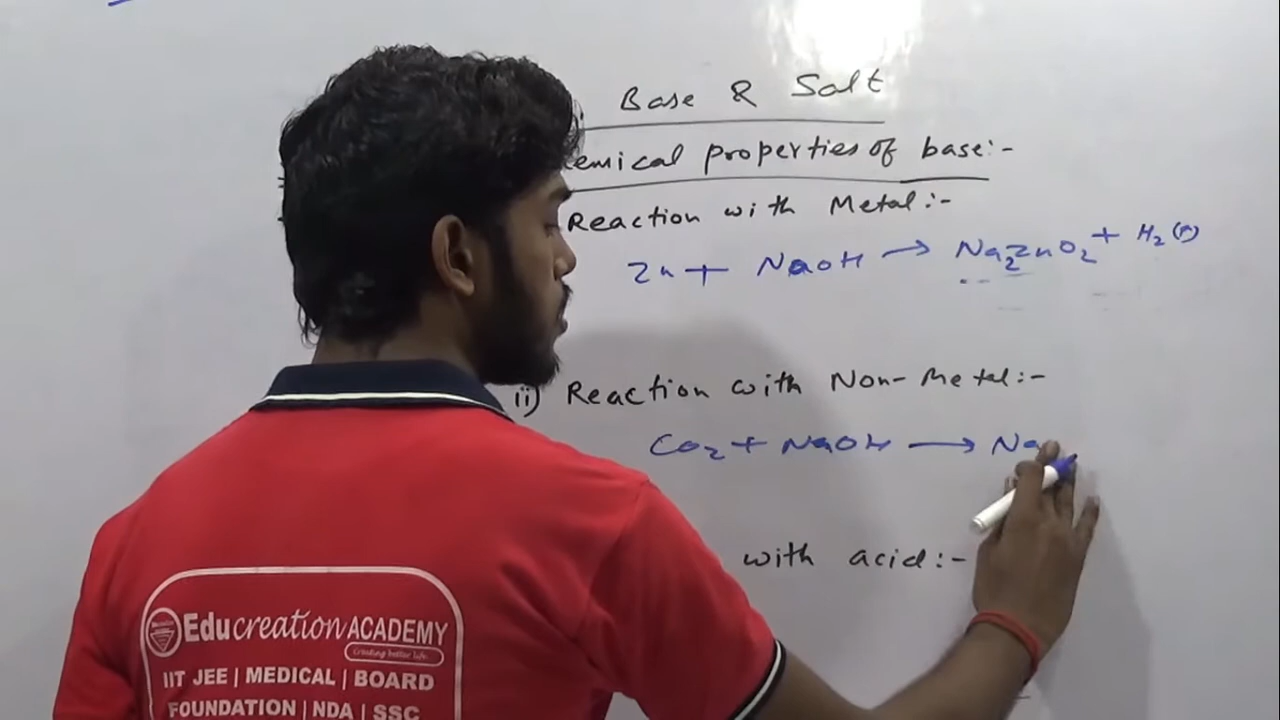 Base & Salt
emical properties of base:-
Reaction with Metal:-
Zn + NaOH → Na₂ZnO₂ + H₂(↑)
ii) Reaction with Non-Metal:-
CO₂ + NaOH → Na
with acid:-
Educreation ACADEMY
Creating better life
IIT JEE | MEDICAL | BOARD
FOUNDATION | NDA | SSC